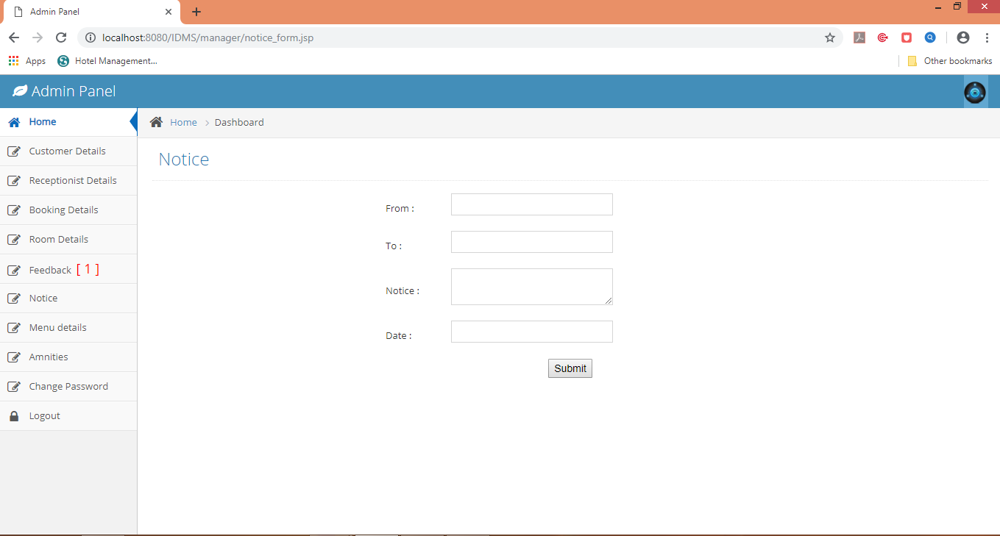 Admin Panel
localhost:8080/IDMS/manager/notice_form.jsp
Apps
Hotel Management...
Other bookmarks
Admin Panel
Home
Home > Dashboard
Customer Details
Receptionist Details
Booking Details
Room Details
Feedback [ 1 ]
Notice
Menu details
Amnities
Change Password
Logout
Notice
From :
To :
Notice :
Date :
Submit